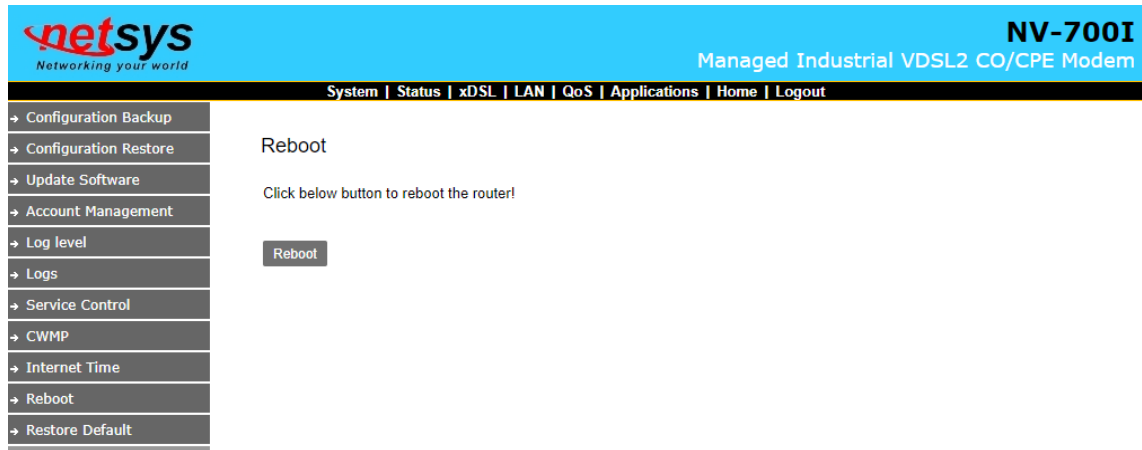 netsys
Networking your world
NV-700I
Managed Industrial VDSL2 CO/CPE Modem
System | Status | xDSL | LAN | QoS | Applications | Home | Logout
Configuration Backup
Configuration Restore
Update Software
Account Management
Log level
Logs
Service Control
CWMP
Internet Time
Reboot
Restore Default
Reboot
Click below button to reboot the router!
Reboot